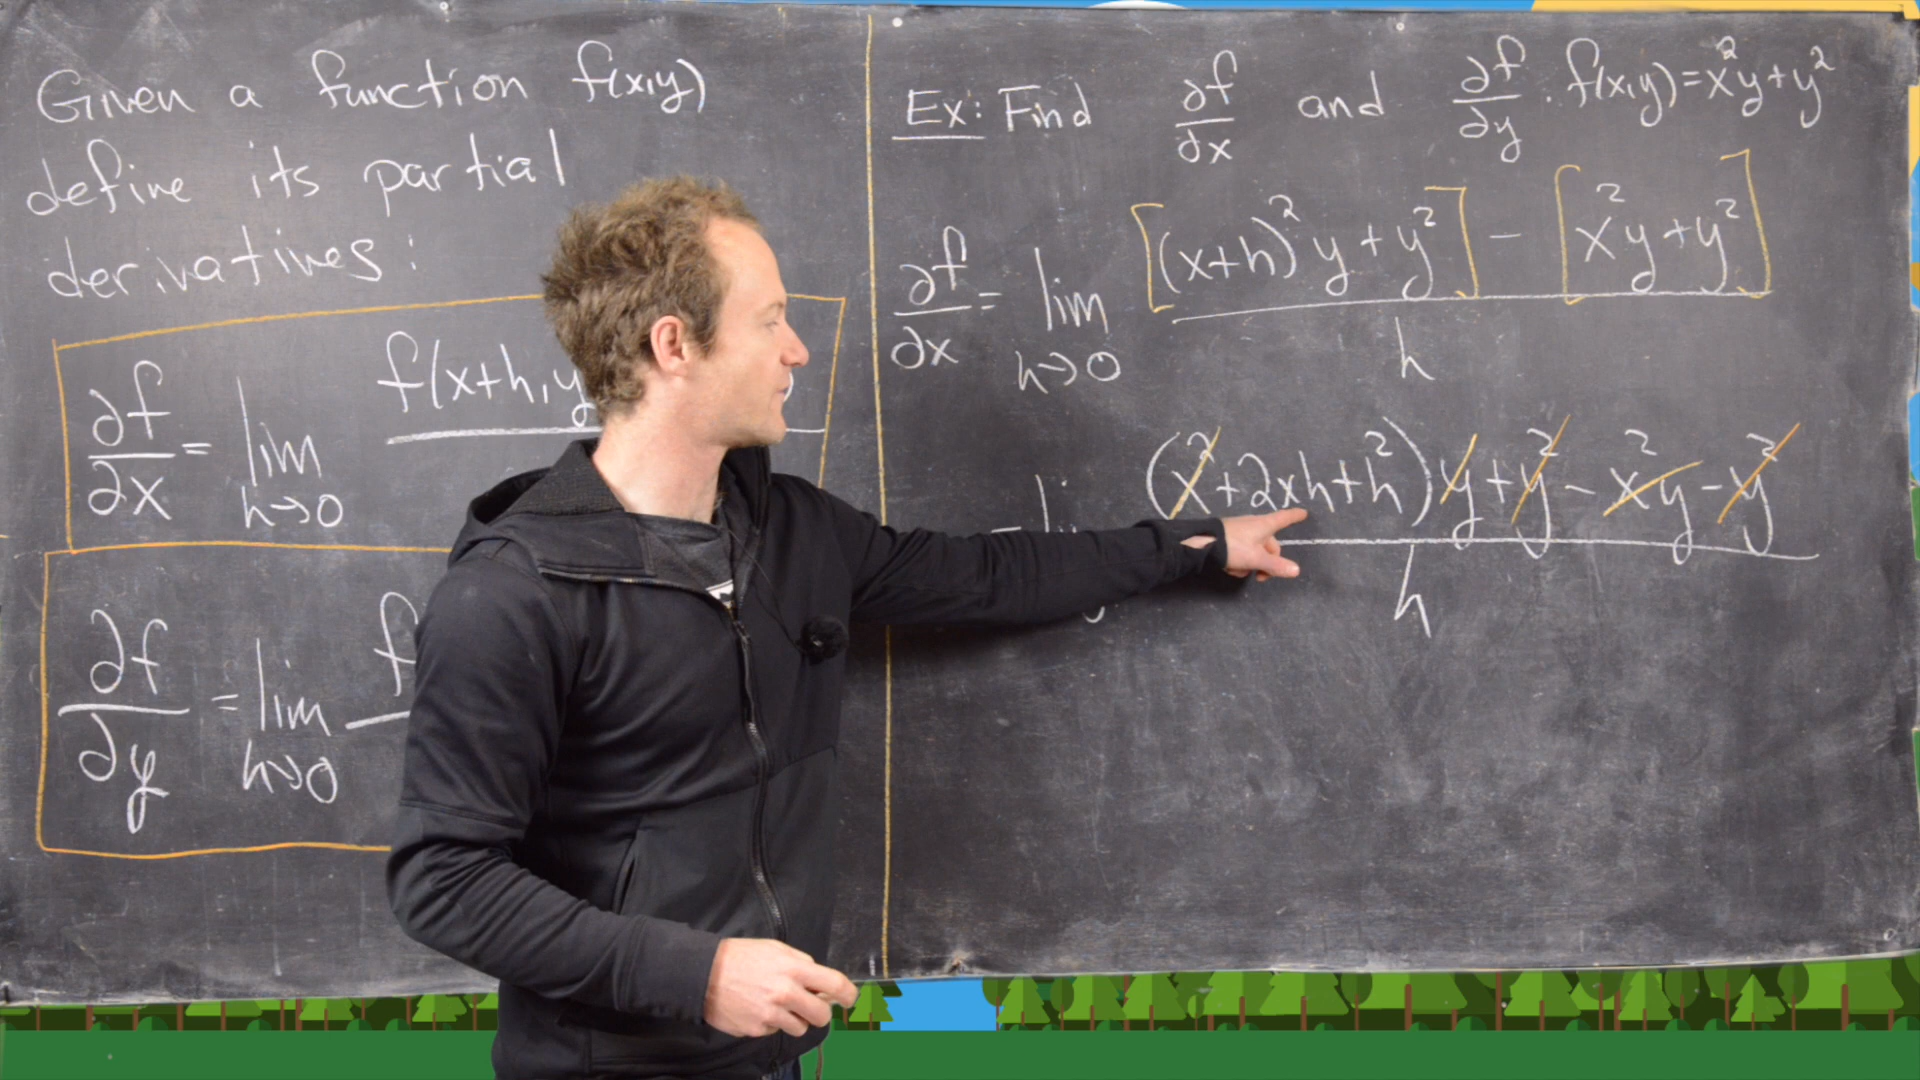 Given a function f(x,y)
define its partial
derivatives:
∂f/∂x = lim h→0 f(x+h,y
∂f/∂y = lim h→0 f
Ex: Find ∂f/∂x and ∂f/∂y . f(x,y)=x²y+y²
∂f/∂x = lim h→0 [(x+h)²y+y²] - [x²y+y²] / h
(x²+2xh+h²)y+y²-x²y-y² / h